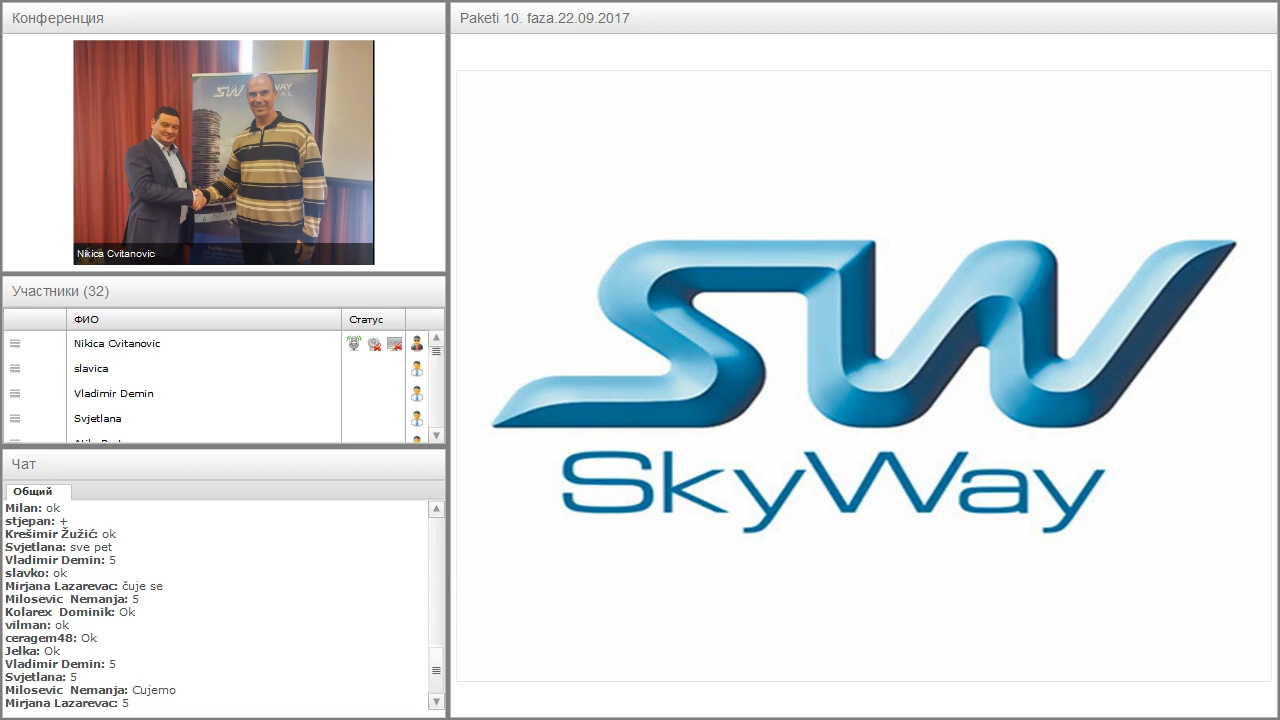 Конференция
SW WAY
Nikica Cvitanovic
Участники (32)
ФИО Статус
Nikica Cvitanovic
slavica
Vladimir Demin
Svjetlana
Чат
Общий
Milan: ok
stjepan: +
Krešimir Žužić: ok
Svjetlana: sve pet
Vladimir Demin: 5
slavko: ok
Mirjana Lazarevac: čuje se
Milosevic Nemanja: 5
Kolarex Dominik: Ok
vilman: ok
ceragem48: Ok
Jelka: Ok
Vladimir Demin: 5
Svjetlana: 5
Milosevic Nemanja: Cujemo
Mirjana Lazarevac: 5
Paketi 10. faza.22.09.2017
SW
SkyWay